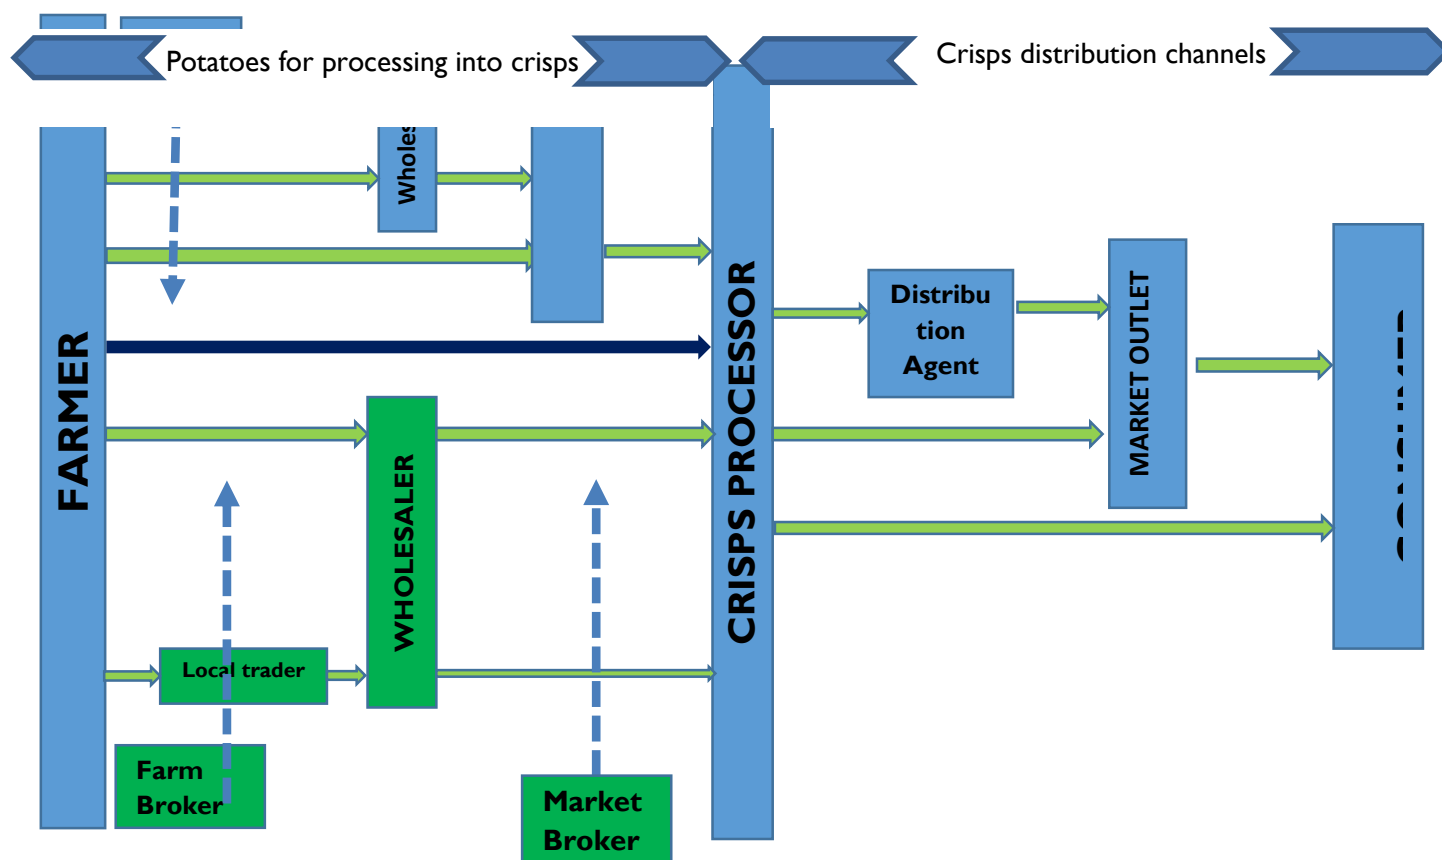 Potatoes for processing into crisps
Crisps distribution channels
Wholes
FARMER
WHOLESALER
CRISPS PROCESSOR
Distribu
tion
Agent
MARKET OUTLET
Local trader
Farm
Broker
Market
Broker